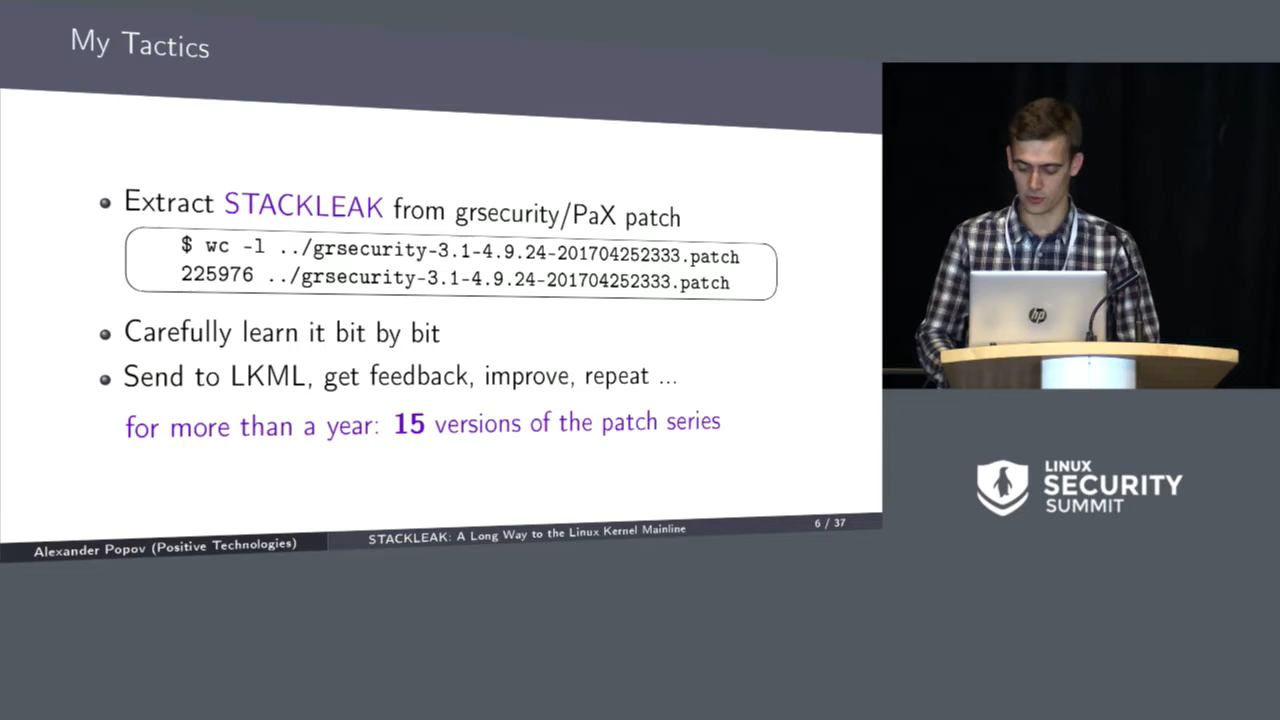 My Tactics
Extract STACKLEAK from grsecurity/PaX patch
$ wc -l ../grsecurity-3.1-4.9.24-201704252333.patch
225976 ../grsecurity-3.1-4.9.24-201704252333.patch
Carefully learn it bit by bit
Send to LKML, get feedback, improve, repeat ...
for more than a year: 15 versions of the patch series
Alexander Popov (Positive Technologies)
STACKLEAK: A Long Way to the Linux Kernel Mainline
6 / 37
hp
LINUX
SECURITY
SUMMIT